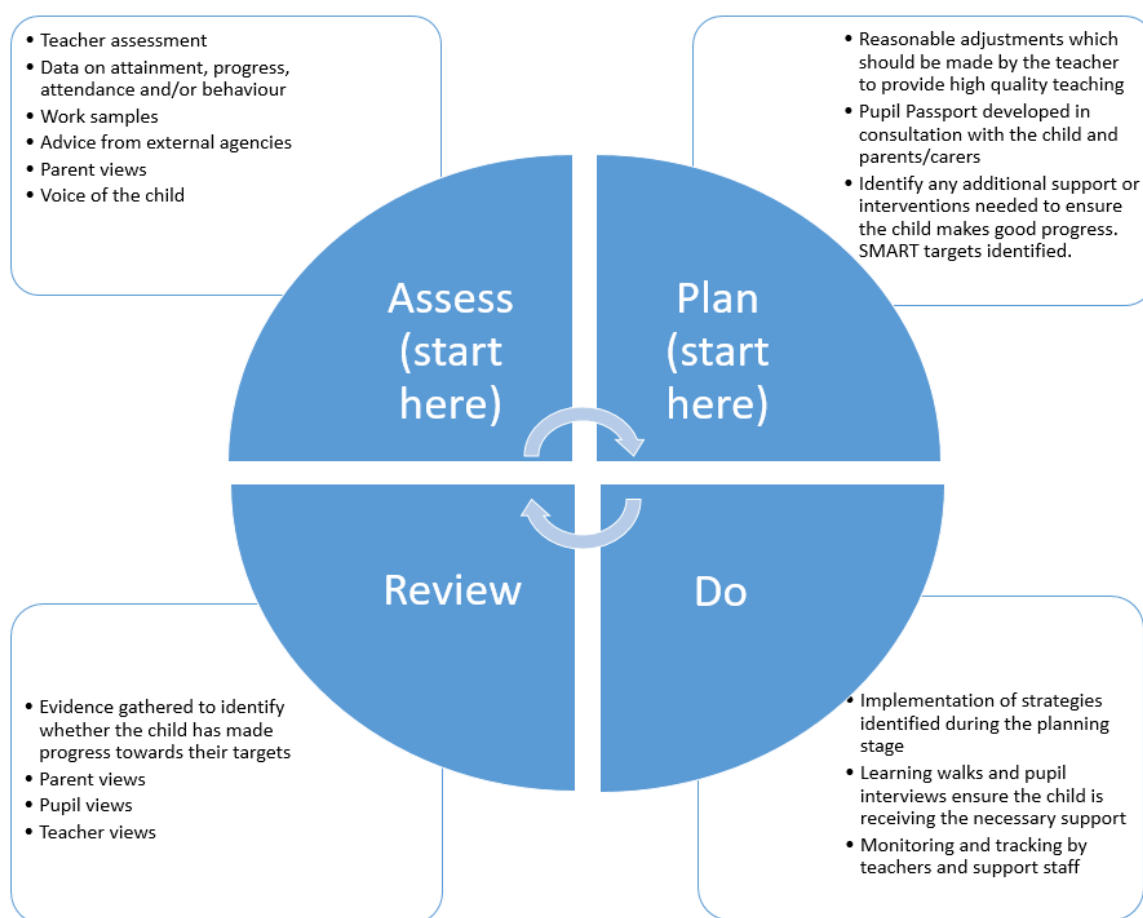 • Teacher assessment
• Data on attainment, progress,
attendance and/or behaviour
• Work samples
• Advice from external agencies
• Parent views
• Voice of the child
• Reasonable adjustments which
should be made by the teacher
to provide high quality teaching
• Pupil Passport developed in
consultation with the child and
parents/carers
• Identify any additional support or
interventions needed to ensure
the child makes good progress.
SMART targets identified.
Assess
(start
here)
Plan
(start
here)
Review
Do
• Evidence gathered to identify
whether the child has made
progress towards their targets
• Parent views
• Pupil views
• Teacher views
• Implementation of strategies
identified during the planning
stage
• Learning walks and pupil
interviews ensure the child is
receiving the necessary support
• Monitoring and tracking by
teachers and support staff